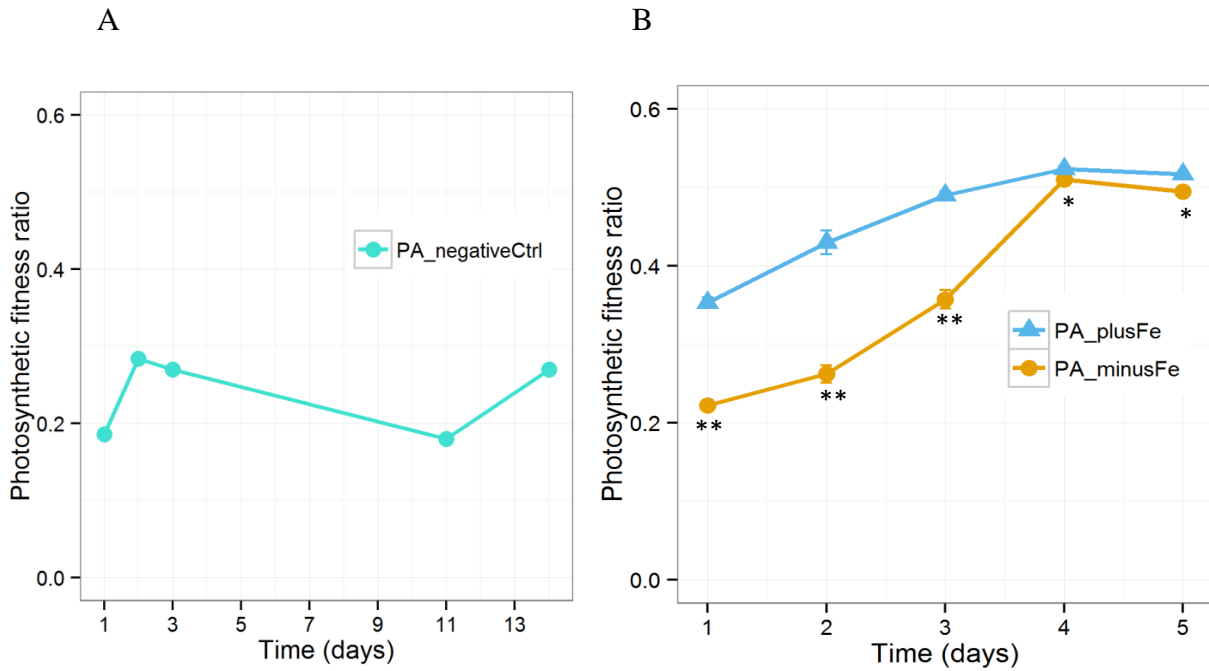 A
Photosynthetic fitness ratio
0.6
0.4
0.2
0.0
PA_negativeCtrl
1 3 5 7 9 11 13
Time (days)
B
Photosynthetic fitness ratio
0.6
0.4
0.2
0.0
**
**
**
*
*
PA_plusFe
PA_minusFe
1 2 3 4 5
Time (days)